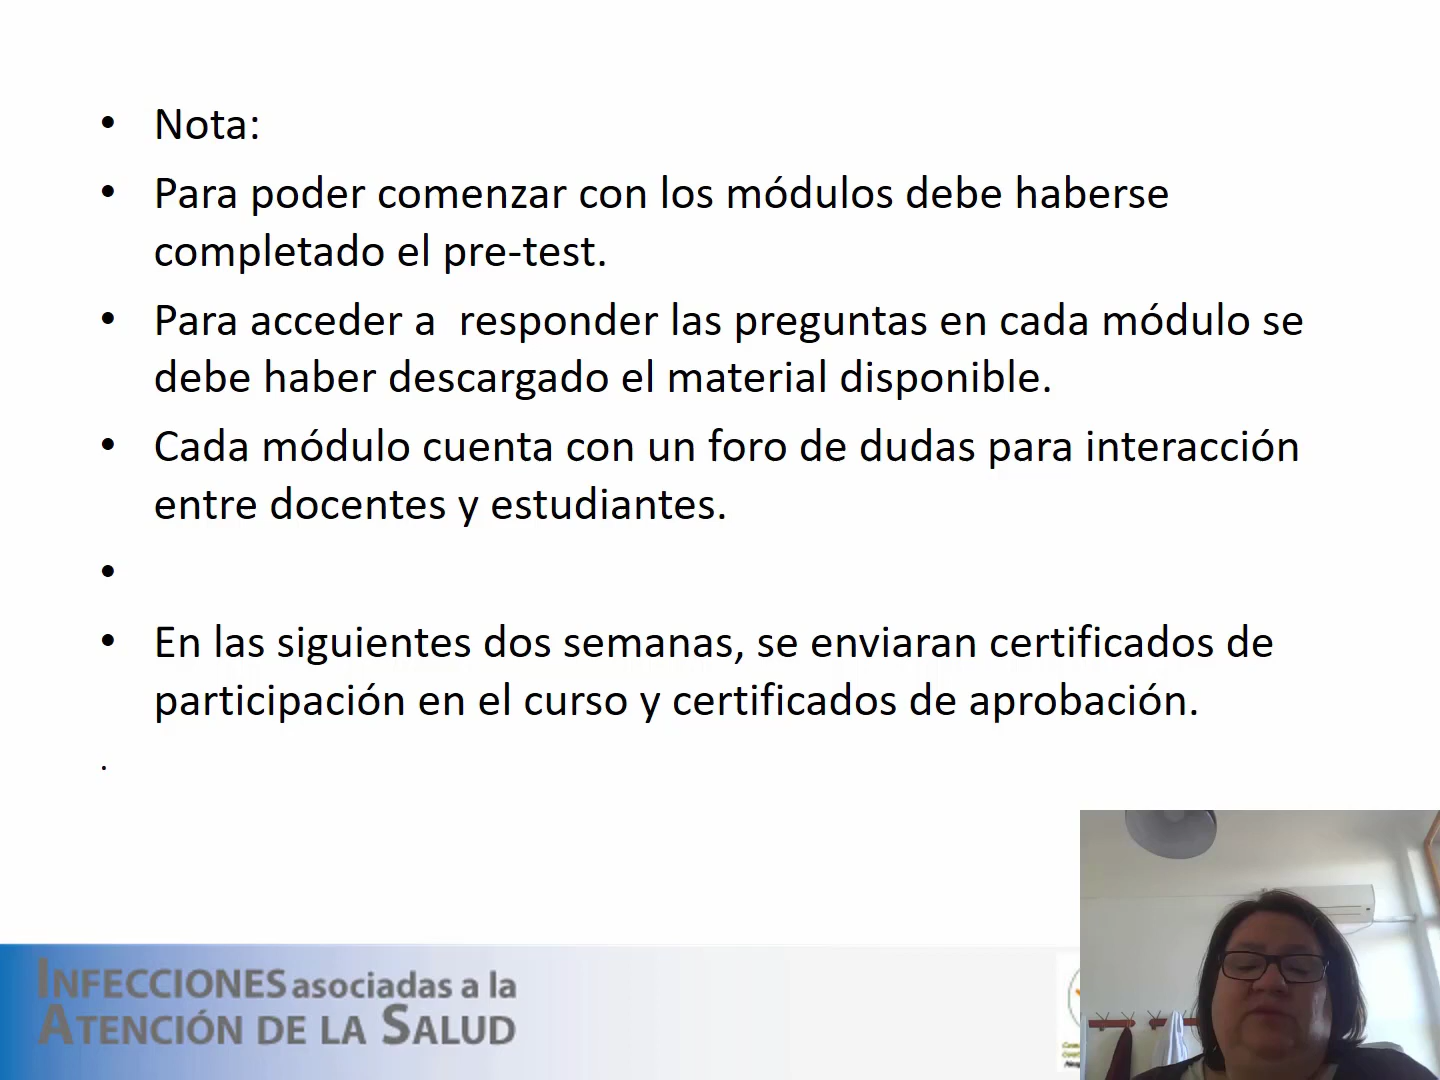 • Nota:
• Para poder comenzar con los módulos debe haberse
completado el pre-test.
• Para acceder a  responder las preguntas en cada módulo se
debe haber descargado el material disponible.
• Cada módulo cuenta con un foro de dudas para interacción
entre docentes y estudiantes.
•
• En las siguientes dos semanas, se enviaran certificados de
participación en el curso y certificados de aprobación.
.
INFECCIONES asociadas a la
ATENCIÓN DE LA SALUD